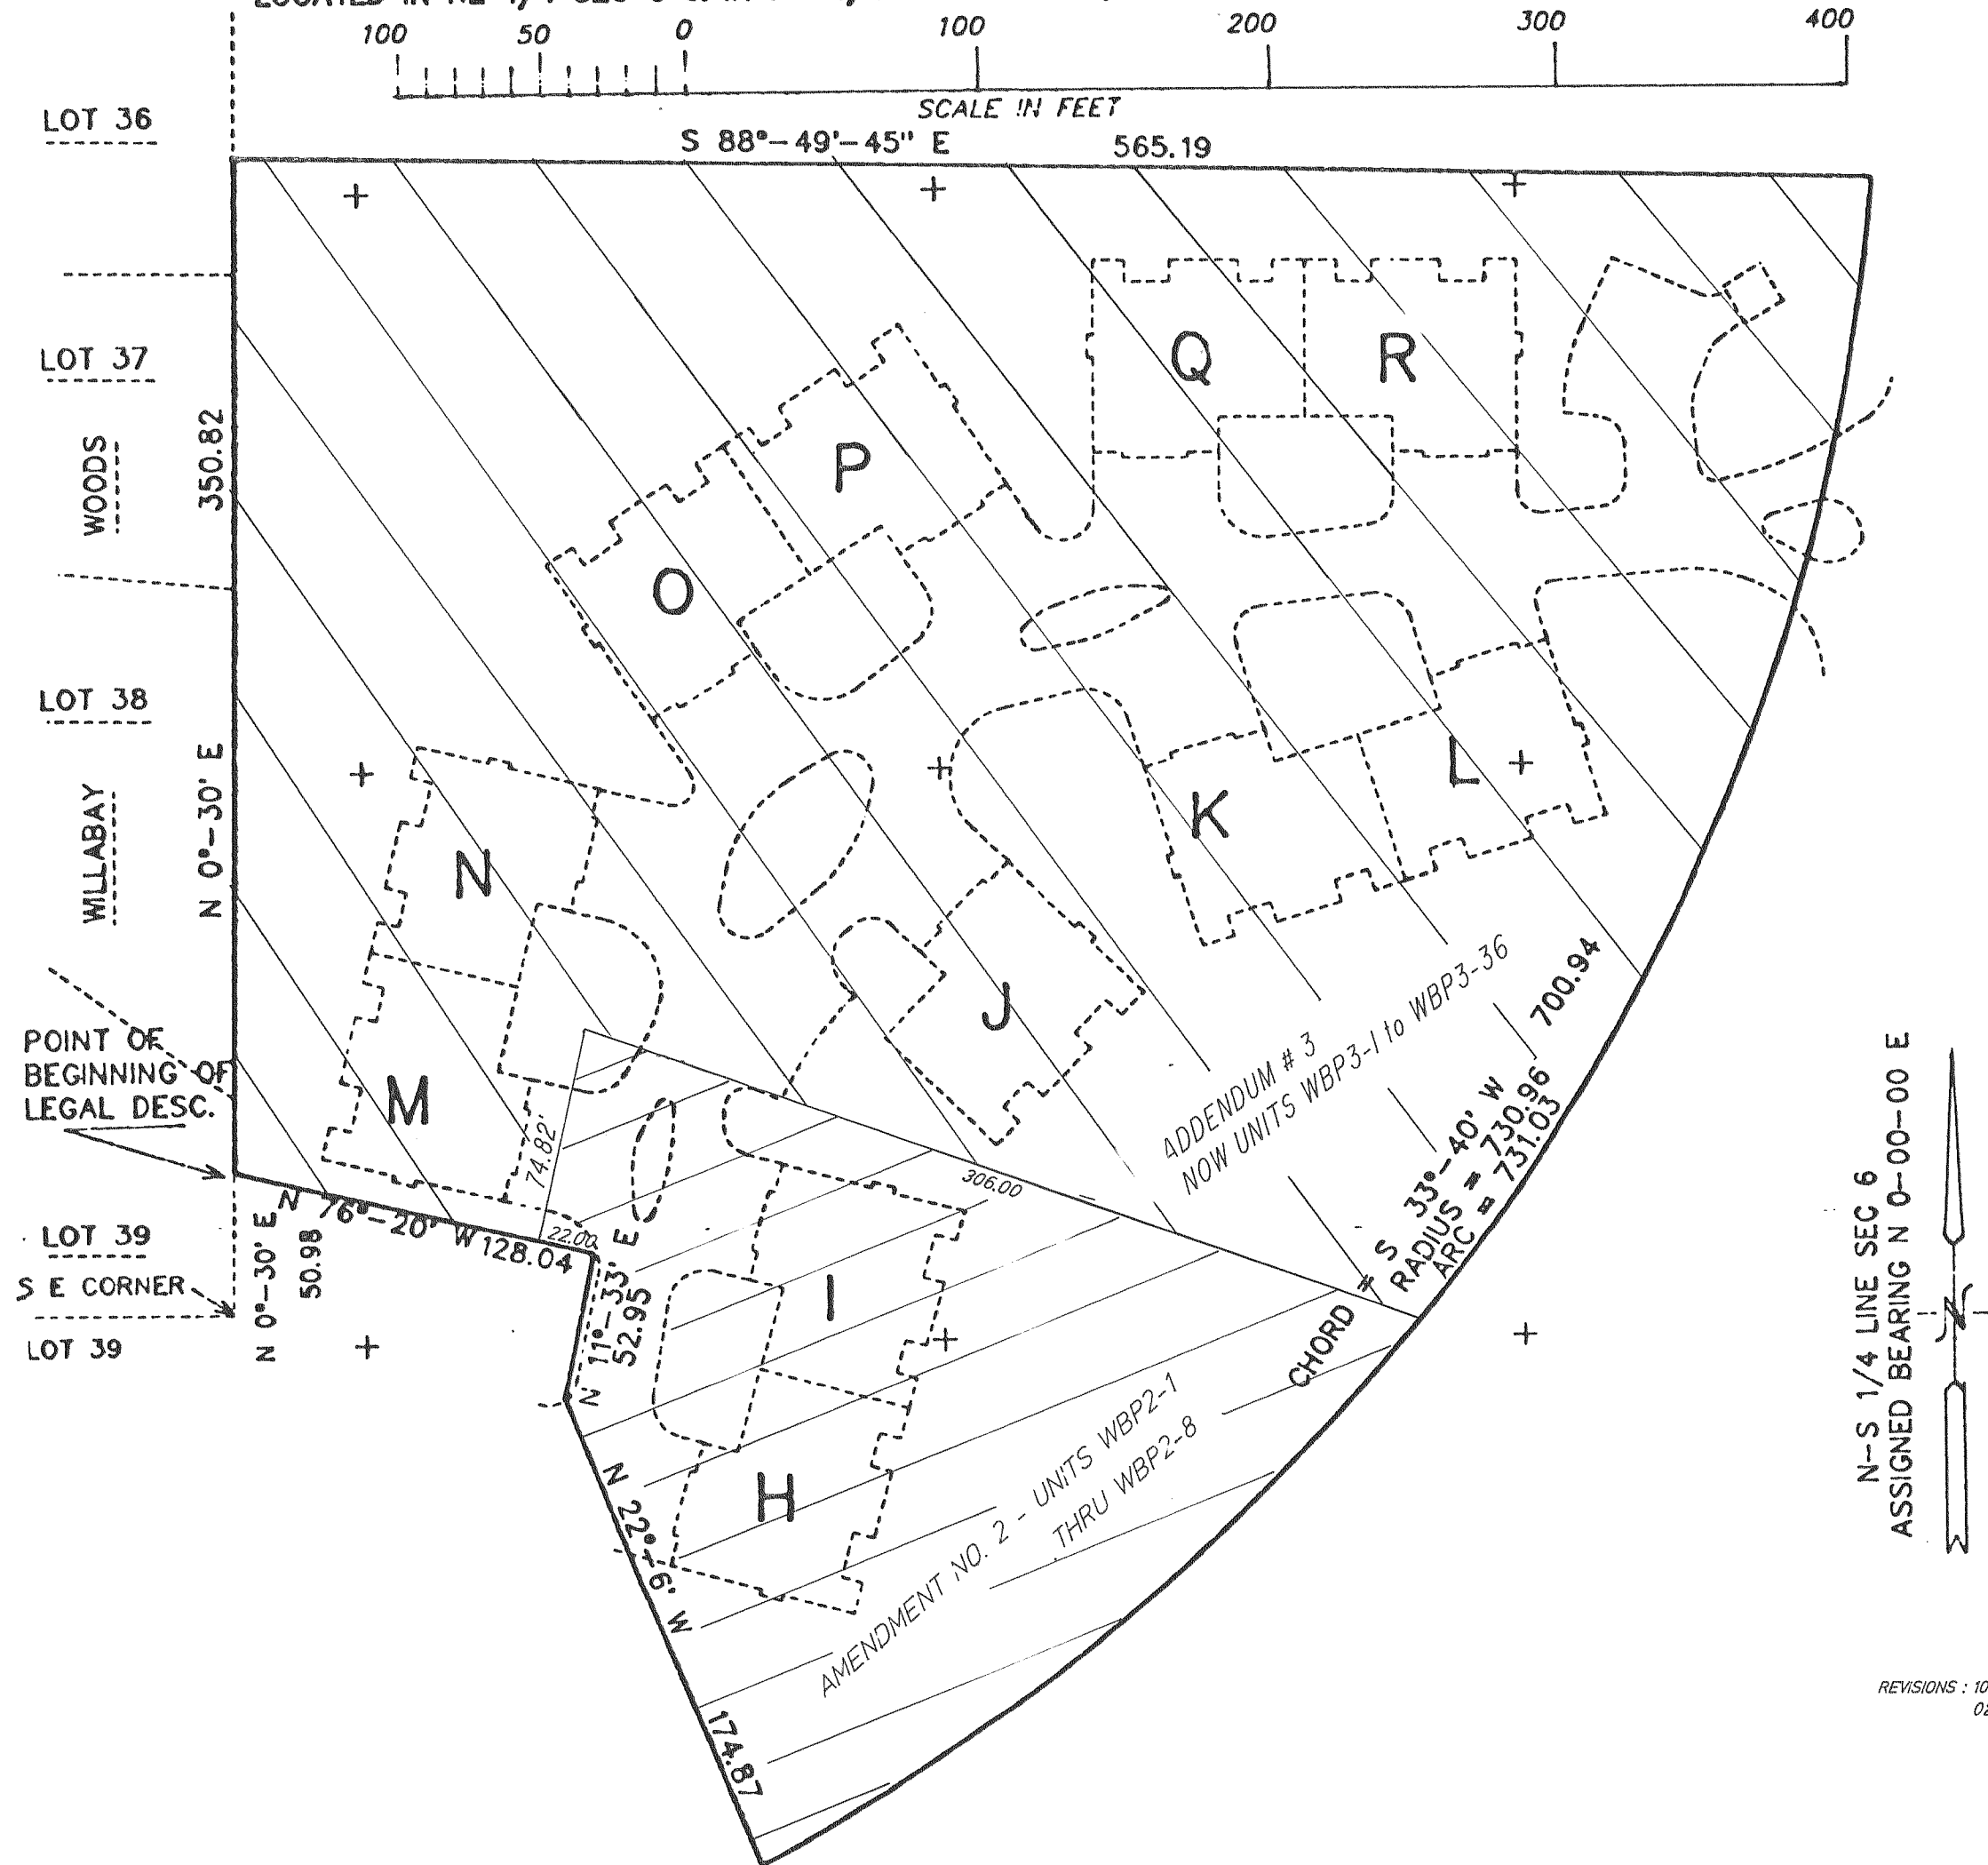 100 50 0 100 200 300 400
SCALE IN FEET
S 88°-49'-45" E 565.19
LOT 36
LOT 37
WOODS
350.82
LOT 38
N 0°-30' E
WILLABAY
POINT OF
BEGINNING OF
LEGAL DESC.
LOT 39
S E CORNER
LOT 39
N 0°-30' E
50.98
N 76°-20' W 128.04
22.00
74.82'
N 11°-33' E
52.95
N 22°-6' W
174.87
306.00
Q
R
P
O
N
M
L
K
J
I
H
ADDENDUM # 3
NOW UNITS WBP3-1 to WBP3-36
AMENDMENT NO. 2 - UNITS WBP2-1
THRU WBP2-8
CHORD = S 33°-40' W 700.94
RADIUS = 730.96
ARC = 731.03
N-S 1/4 LINE SEC 6
ASSIGNED BEARING N 0-00-00 E
N
REVISIONS : 10
02